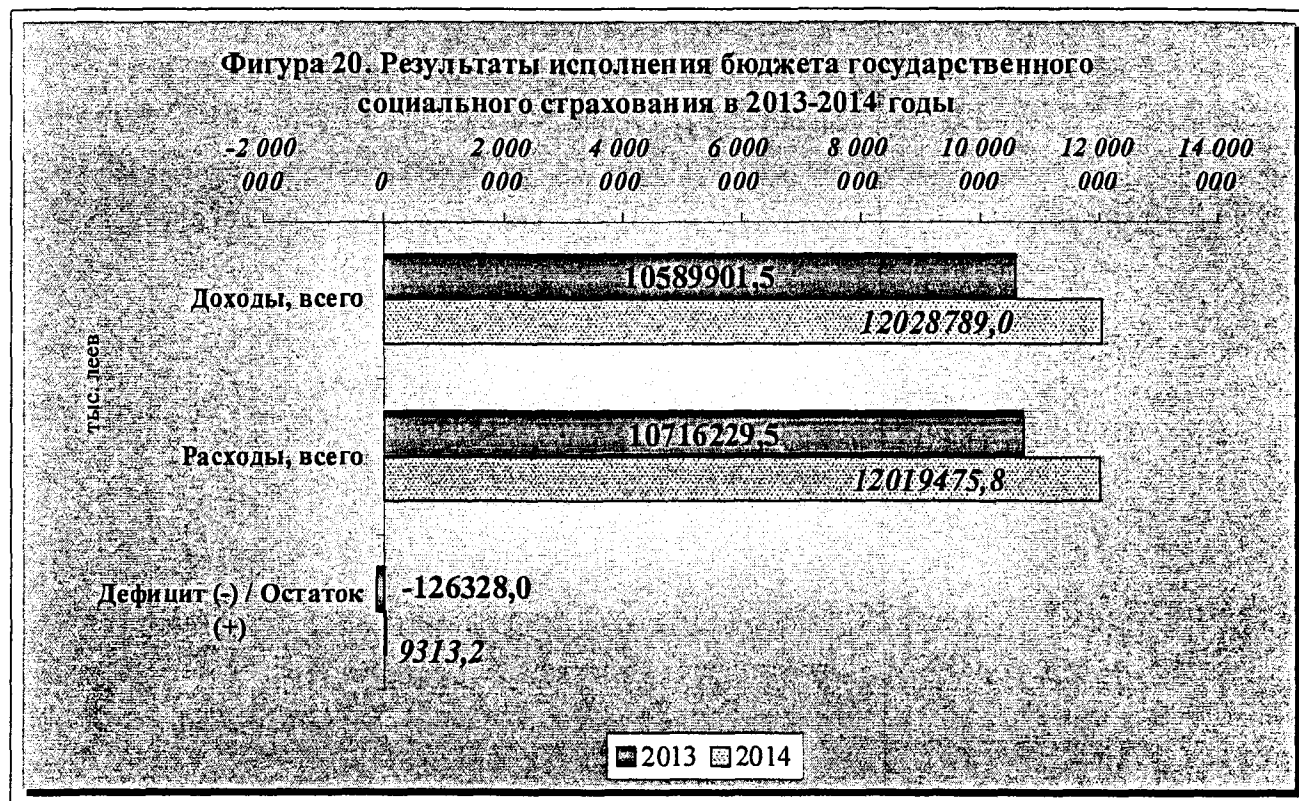 Фигура 20. Результаты исполнения бюджета государственного
социального страхования в 2013-2014 годы
-2 000 000
0
2 000 000
4 000 000
6 000 000
8 000 000
10 000 000
12 000 000
14 000 000
тыс. леев
Доходы, всего
10589901,5
12028789,0
Расходы, всего
10716229,5
12019475,8
Дефицит (-) / Остаток
(+)
-126328,0
9313,2
2013 2014